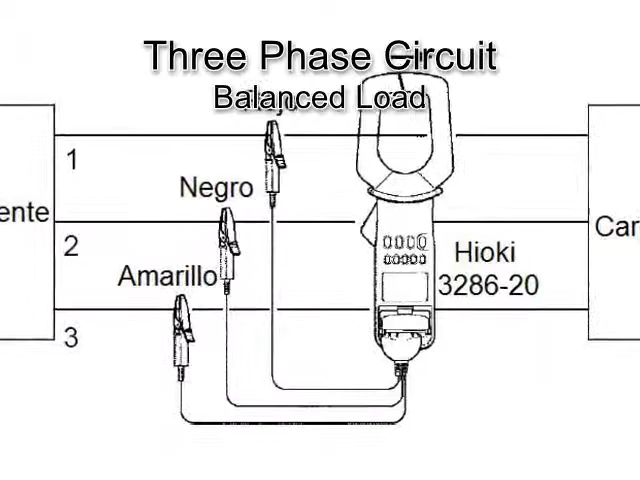 Three Phase Circuit
Balanced Load
1
Negro
ente
2
Car
Hioki
3286-20
Amarillo
3